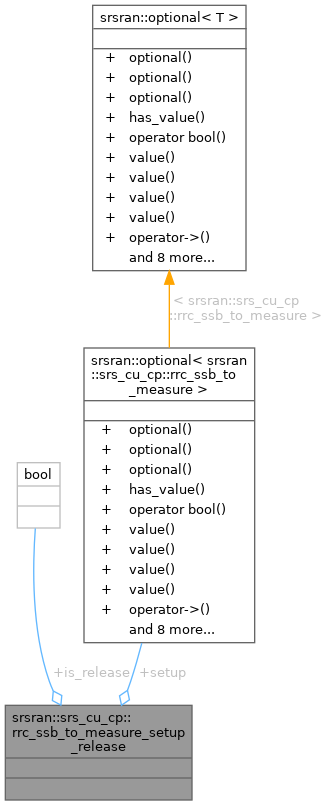 srsran::optional< T >
+ optional()
+ optional()
+ optional()
+ has_value()
+ operator bool()
+ value()
+ value()
+ value()
+ value()
+ operator->()
and 8 more...
< srsran::srs_cu_cp
::rrc_ssb_to_measure >
srsran::optional< srsran
::srs_cu_cp::rrc_ssb_to
_measure >
+ optional()
+ optional()
+ optional()
+ has_value()
+ operator bool()
+ value()
+ value()
+ value()
+ value()
+ operator->()
and 8 more...
bool
+is_release
+setup
srsran::srs_cu_cp::
rrc_ssb_to_measure_setup
_release